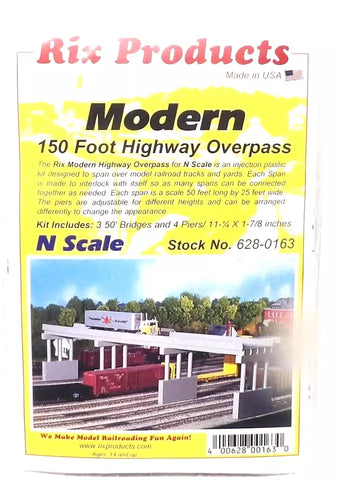 Rix Products
Made in USA
Modern
150 Foot Highway Overpass
The Rix Modern Highway Overpass for N Scale is an injection plastic
kit designed to span over model railroad tracks and yards. Each Span
is made to interlock with itself so as many spans can be connected
together as needed. Each span is a scale 50 feet long by 25 feet wide.
The piers are adjustable for different heights and can be arranged
differently to change the appearance.
Kit Includes: 3 50' Bridges and 4 Piers/ 11-¼ X 1-7/8 inches
N Scale Stock No. 628-0163
We Make Model Railroading Fun Again!
www.rixproducts.com
Ages: 14 and up
4 00628 00163 0